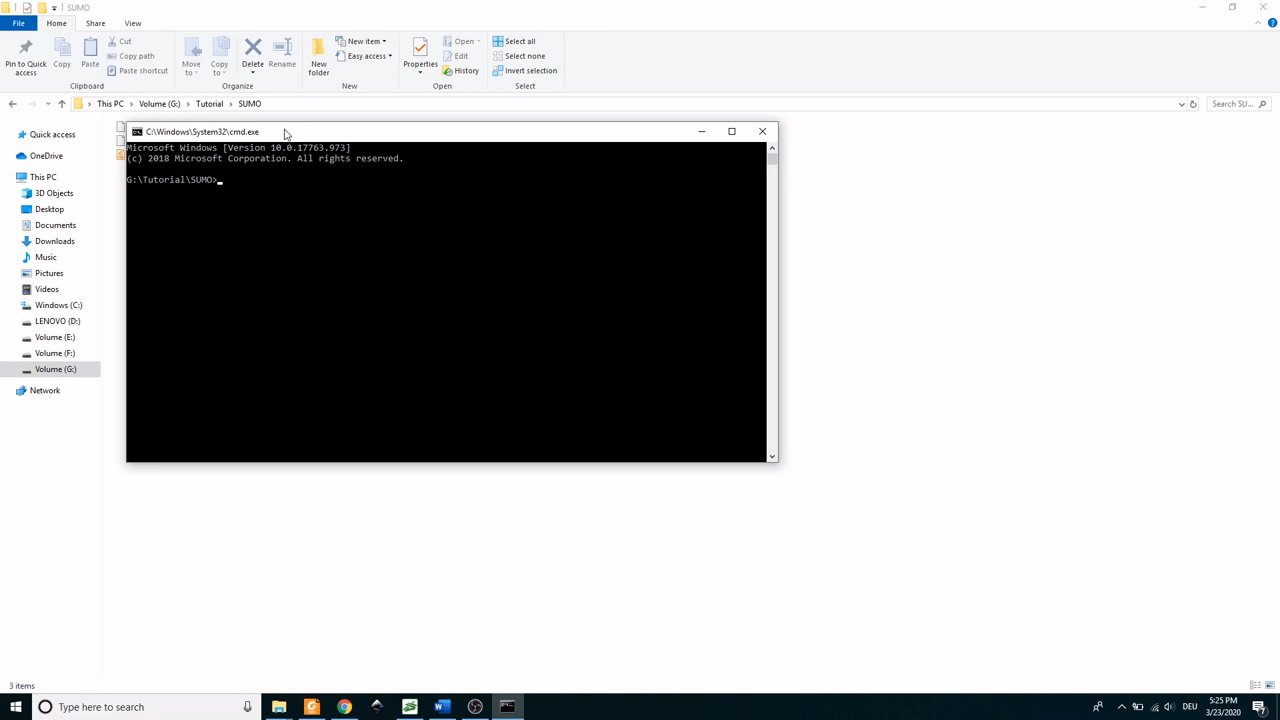 SUMO
File
Home
Share
View
Pin to Quick access
Copy
Paste
Cut
Copy path
Paste shortcut
Clipboard
Move to
Copy to
Delete
Rename
Organize
New folder
New item
Easy access
New
Properties
Open
Edit
History
Open
Select all
Select none
Invert selection
Select
This PC > Volume (G:) > Tutorial > SUMO
Search SU...
Quick access
OneDrive
This PC
3D Objects
Desktop
Documents
Downloads
Music
Pictures
Videos
Windows (C:)
LENOVO (D:)
Volume (E:)
Volume (F:)
Volume (G:)
Network
C:\Windows\System32\cmd.exe
Microsoft Windows [Version 10.0.17763.973]
(c) 2018 Microsoft Corporation. All rights reserved.
G:\Tutorial\SUMO>
3 items
Type here to search
DEU
5:25 PM
3/23/2020